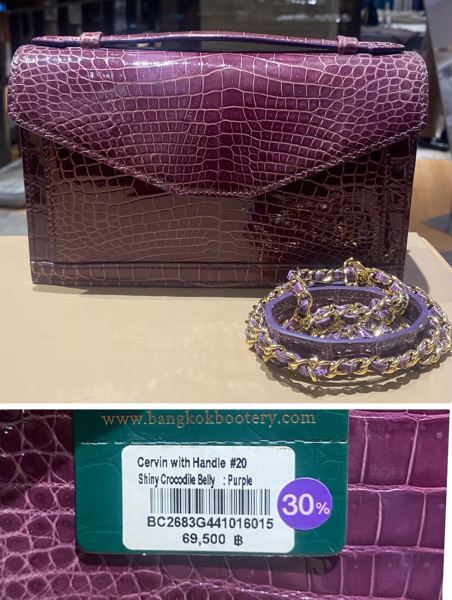 www.bangkokbootery.com
Cervin with Handle #20
Shiny Crocodile Belly : Purple
30%
BC2683G441016015
69,500 ฿